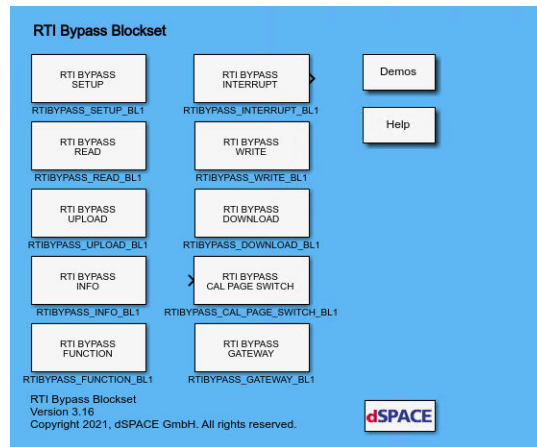 RTI Bypass Blockset
RTI BYPASS
SETUP
RTIBYPASS_SETUP_BL1
RTI BYPASS
INTERRUPT
RTIBYPASS_INTERRUPT_BL1
Demos
RTI BYPASS
READ
RTIBYPASS_READ_BL1
RTI BYPASS
WRITE
RTIBYPASS_WRITE_BL1
Help
RTI BYPASS
UPLOAD
RTIBYPASS_UPLOAD_BL1
RTI BYPASS
DOWNLOAD
RTIBYPASS_DOWNLOAD_BL1
RTI BYPASS
INFO
RTIBYPASS_INFO_BL1
RTI BYPASS
CAL PAGE SWITCH
RTIBYPASS_CAL_PAGE_SWITCH_BL1
RTI BYPASS
FUNCTION
RTIBYPASS_FUNCTION_BL1
RTI BYPASS
GATEWAY
RTIBYPASS_GATEWAY_BL1
RTI Bypass Blockset
Version 3.16
Copyright 2021, dSPACE GmbH. All rights reserved.
dSPACE